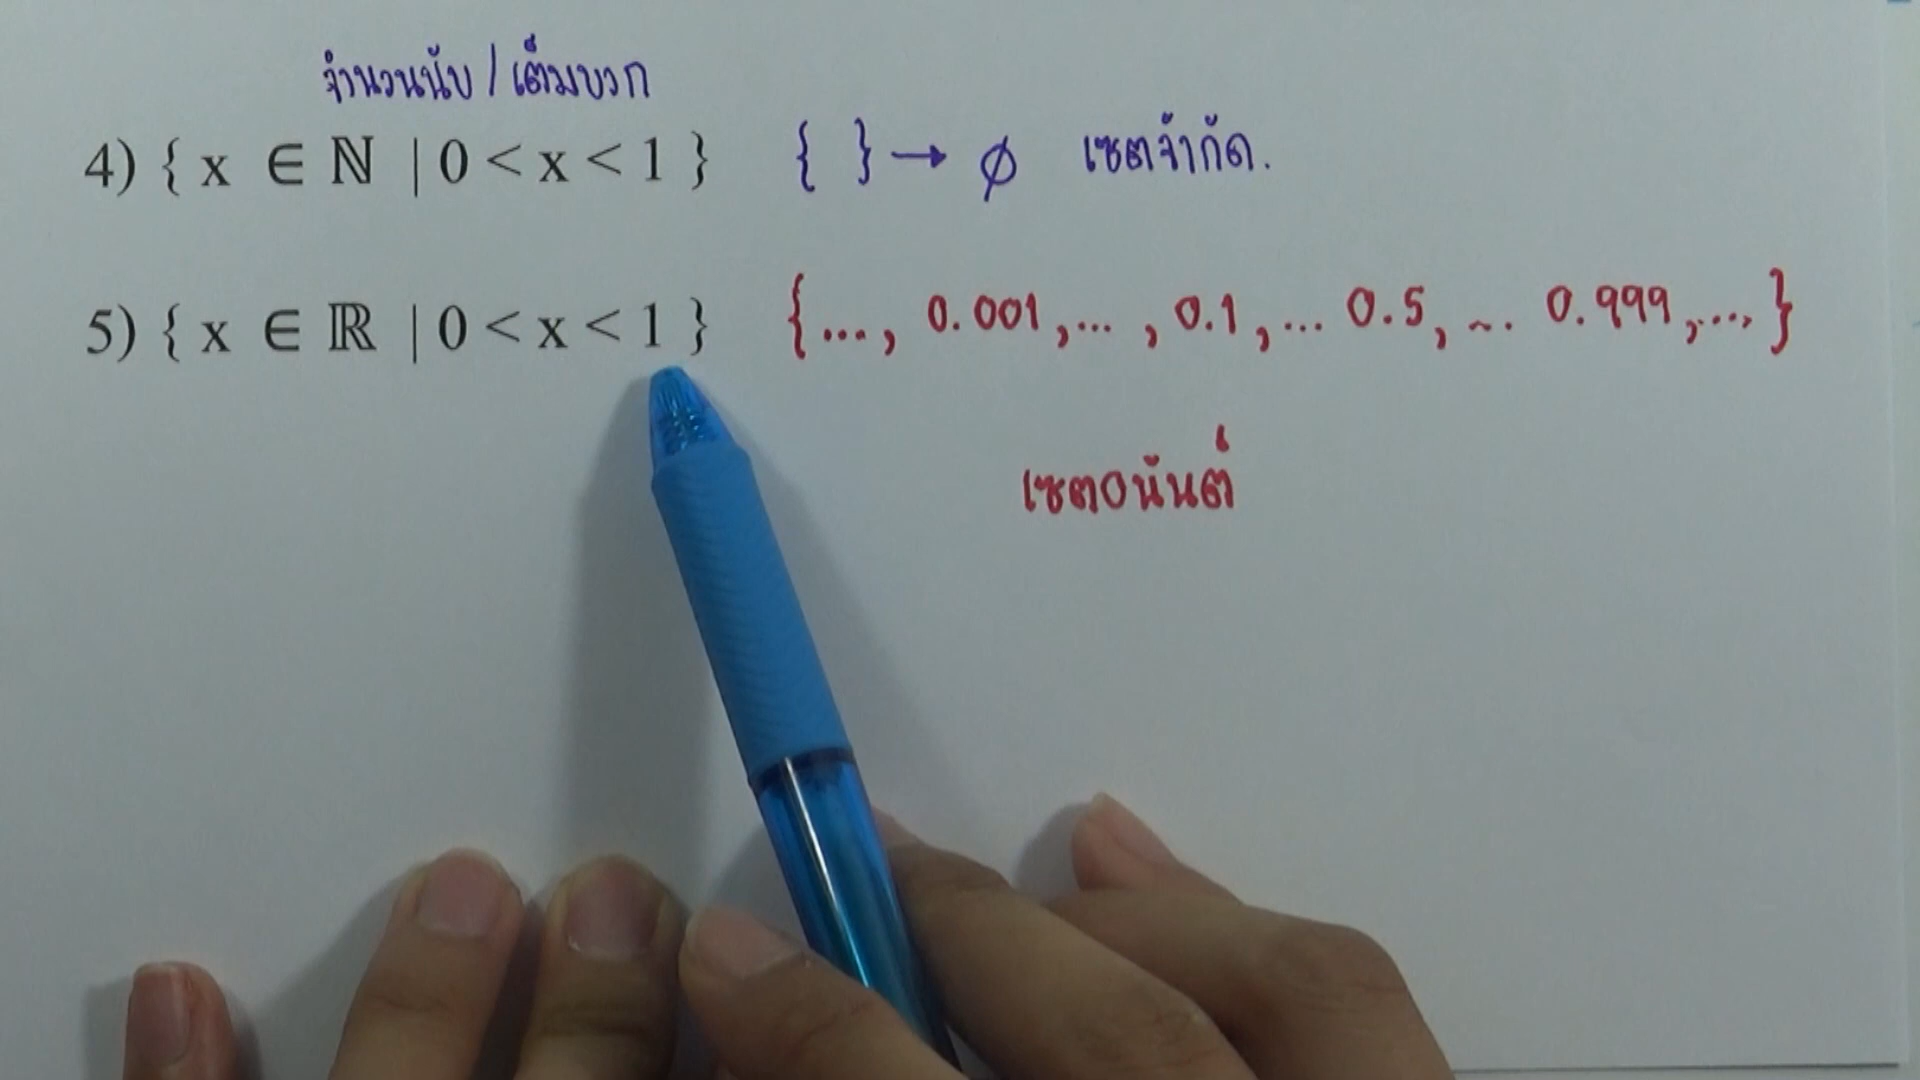 จำนวนนับ / เต็มบวก
4) { x ∈ ℕ | 0 < x < 1 } { } → ∅ เซตจำกัด.
5) { x ∈ ℝ | 0 < x < 1 } {..., 0.001,... , 0.1,... 0.5, ... 0.999,..., }
เซตอนันต์